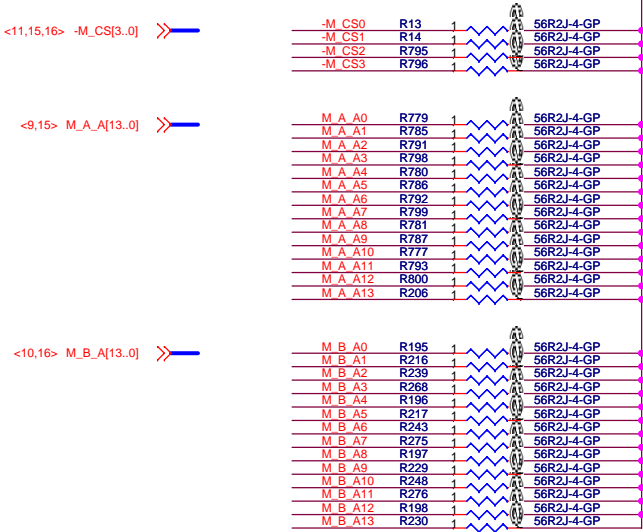 <11,15,16> -M_CS[3..0]
-M_CS0 R13 1 56R2J-4-GP
-M_CS1 R14 1 56R2J-4-GP
-M_CS2 R795 1 56R2J-4-GP
-M_CS3 R796 1 56R2J-4-GP
<9,15> M_A_A[13..0]
M_A_A0 R779 1 56R2J-4-GP
M_A_A1 R785 1 56R2J-4-GP
M_A_A2 R791 1 56R2J-4-GP
M_A_A3 R798 1 56R2J-4-GP
M_A_A4 R780 1 56R2J-4-GP
M_A_A5 R786 1 56R2J-4-GP
M_A_A6 R792 1 56R2J-4-GP
M_A_A7 R799 1 56R2J-4-GP
M_A_A8 R781 1 56R2J-4-GP
M_A_A9 R787 1 56R2J-4-GP
M_A_A10 R777 1 56R2J-4-GP
M_A_A11 R793 1 56R2J-4-GP
M_A_A12 R800 1 56R2J-4-GP
M_A_A13 R206 1 56R2J-4-GP
<10,16> M_B_A[13..0]
M_B_A0 R195 1 56R2J-4-GP
M_B_A1 R216 1 56R2J-4-GP
M_B_A2 R239 1 56R2J-4-GP
M_B_A3 R268 1 56R2J-4-GP
M_B_A4 R196 1 56R2J-4-GP
M_B_A5 R217 1 56R2J-4-GP
M_B_A6 R243 1 56R2J-4-GP
M_B_A7 R275 1 56R2J-4-GP
M_B_A8 R197 1 56R2J-4-GP
M_B_A9 R229 1 56R2J-4-GP
M_B_A10 R248 1 56R2J-4-GP
M_B_A11 R276 1 56R2J-4-GP
M_B_A12 R198 1 56R2J-4-GP
M_B_A13 R230 1 56R2J-4-GP